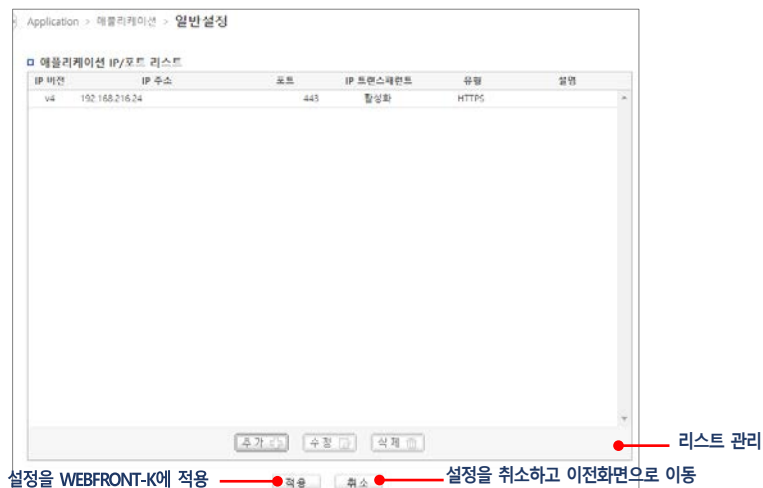 Application > 애플리케이션 > 일반설정
애플리케이션 IP/포트 리스트
IP 버전 IP 주소 포트 IP 트랜스패런트 유형 설명
v4 192.168.216.24 443 활성화 HTTPS
추가 수정 삭제
리스트 관리
설정을 WEBFRONT-K에 적용 적용 취소 설정을 취소하고 이전화면으로 이동